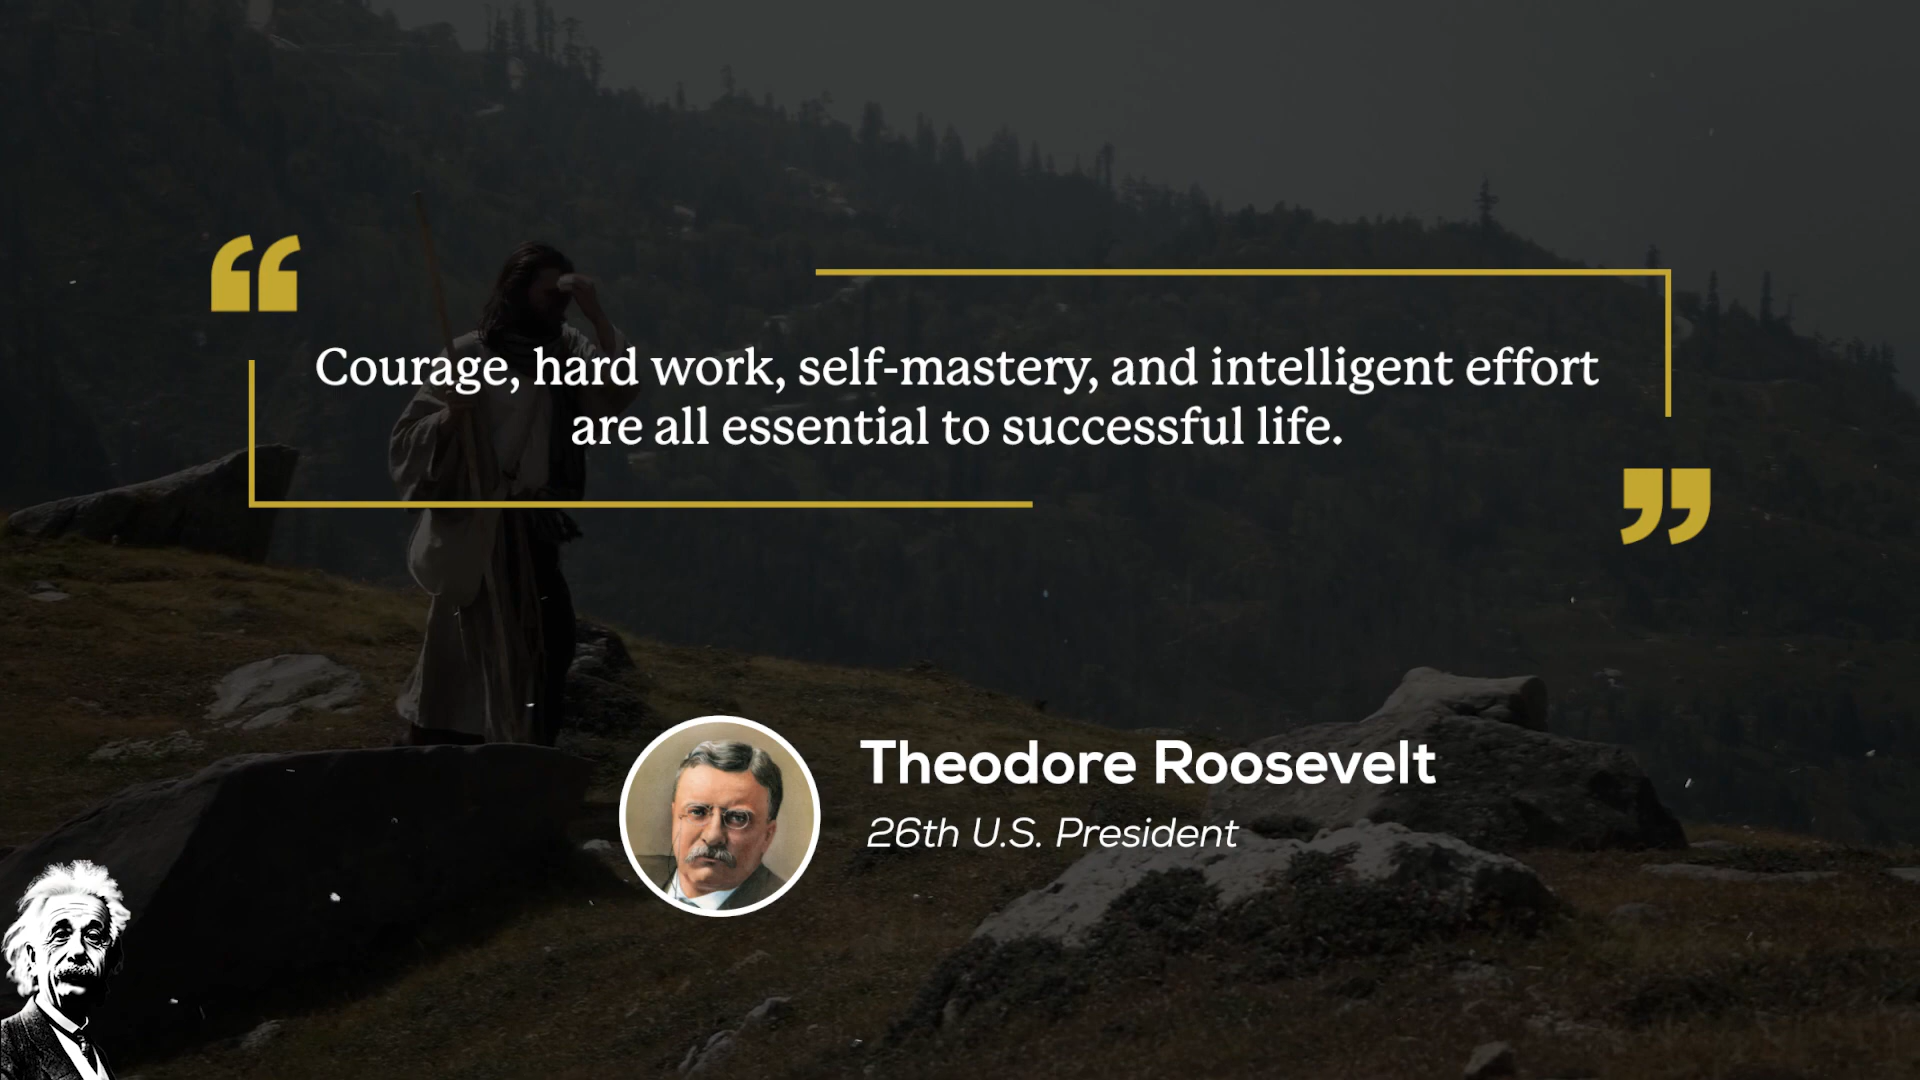 “
Courage, hard work, self-mastery, and intelligent effort
are all essential to successful life.
”
Theodore Roosevelt
26th U.S. President